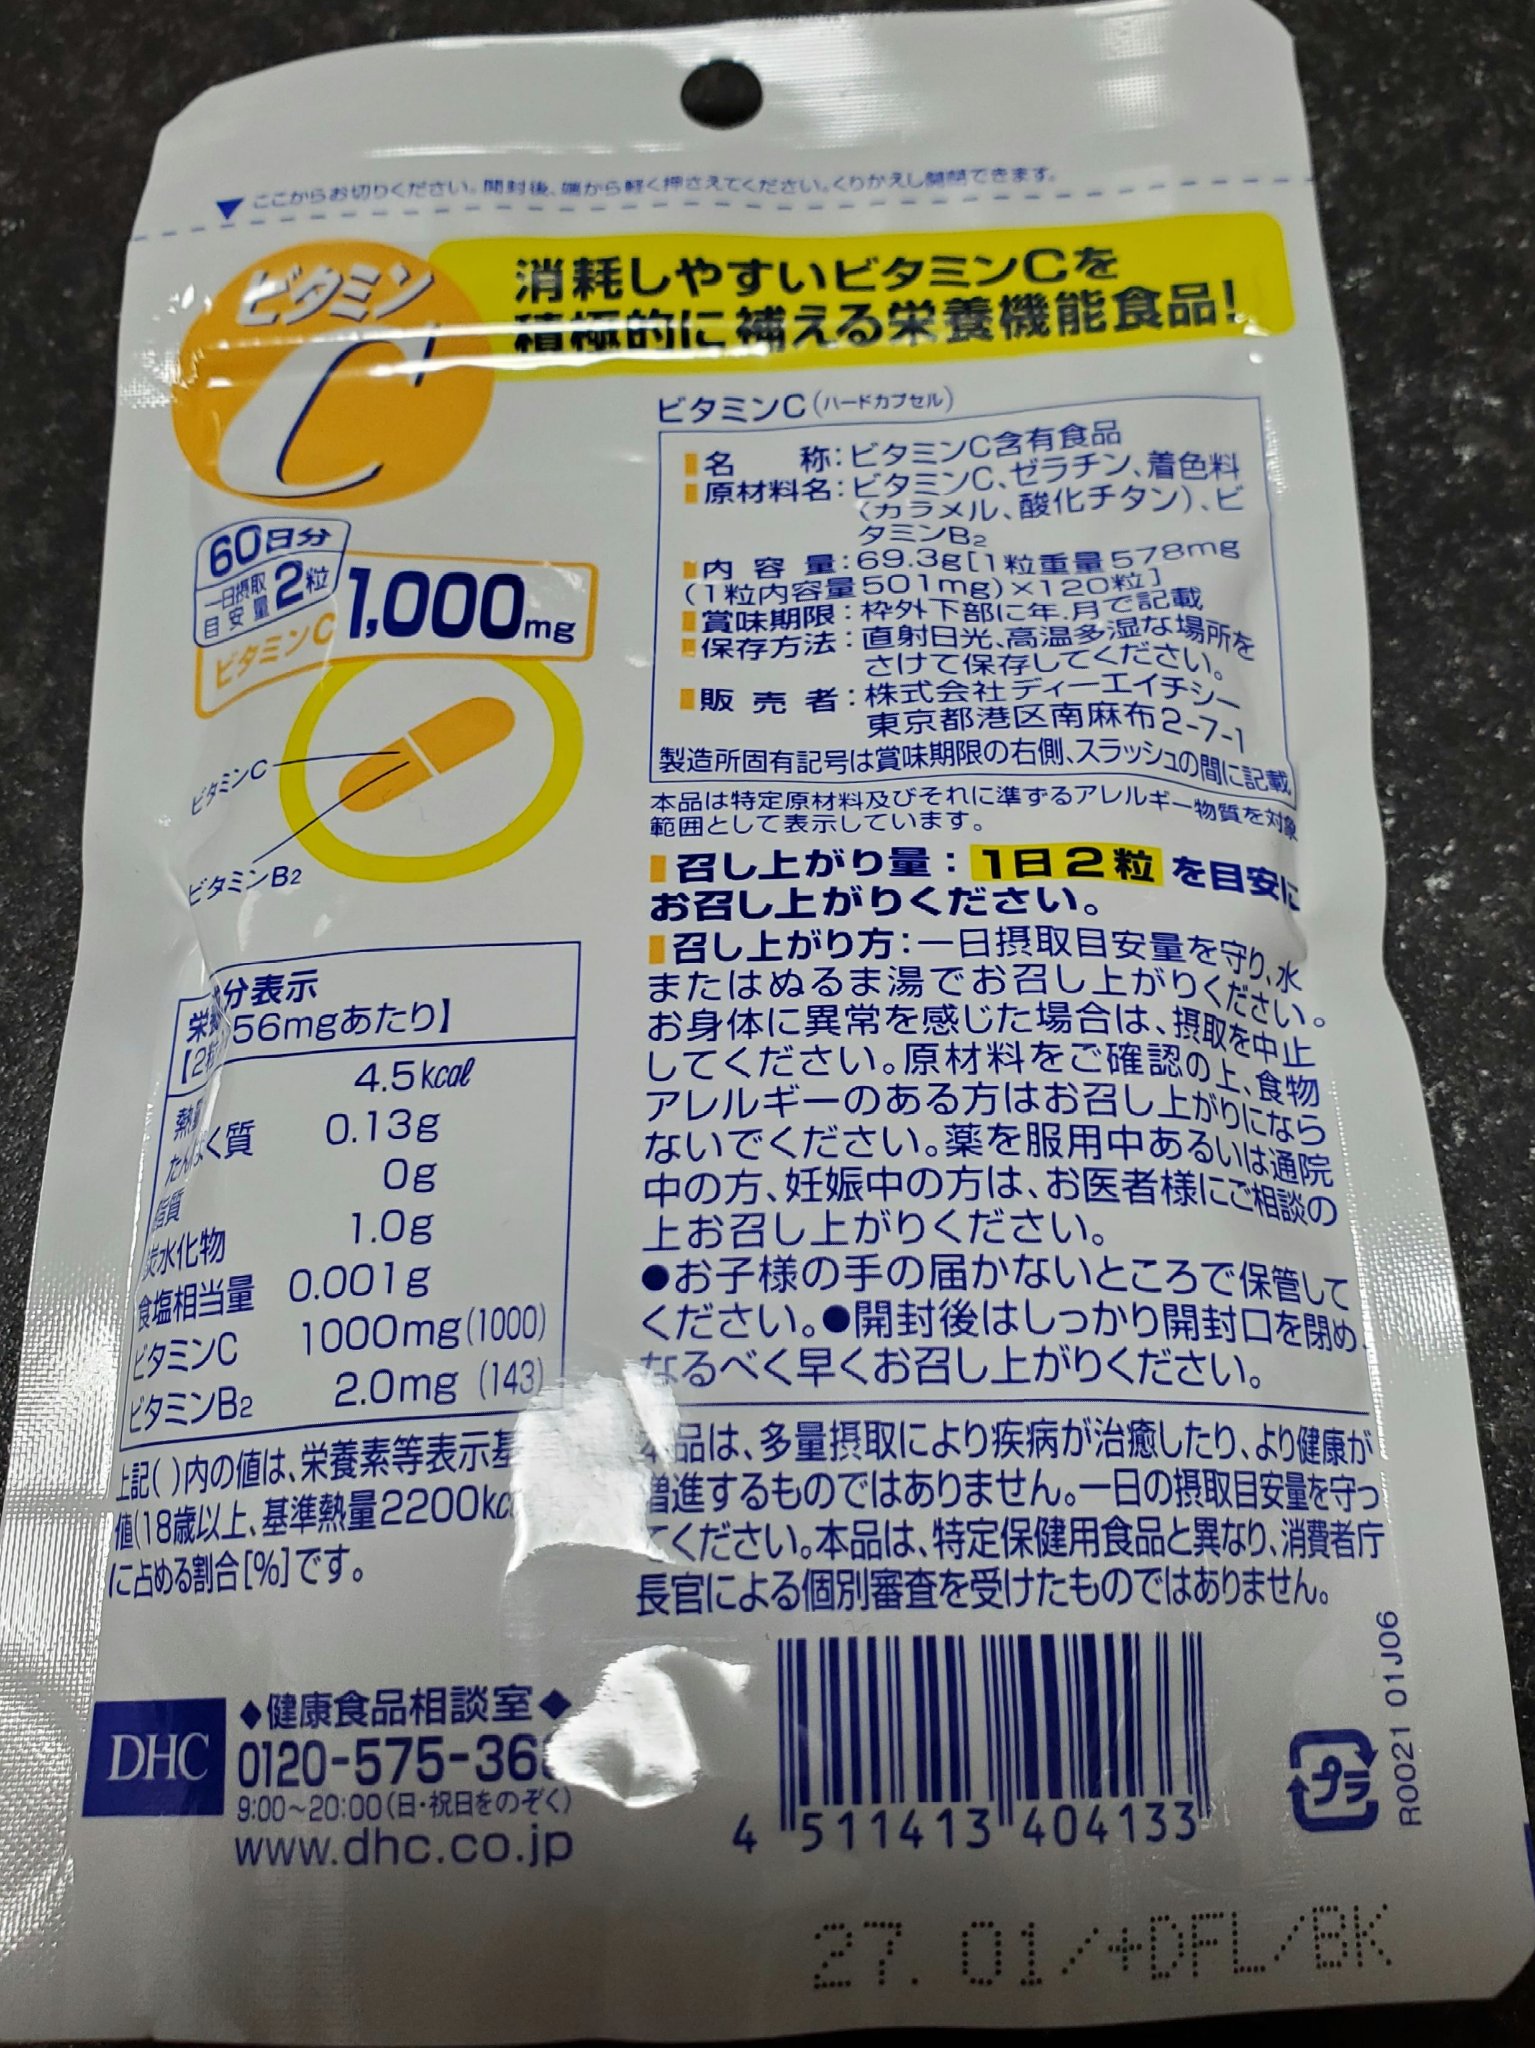 ▼ここからお切りください。開封後、端から軽く押さえてください。くりかえし開閉できます。
ビタミン
C
消耗しやすいビタミンCを
積極的に補える栄養機能食品!
60日分
一日摂取
目安量 2粒
ビタミンC 1,000mg
ビタミンC
ビタミンB2
ビタミンC(ハードカプセル)
名称:ビタミンC含有食品
原材料名:ビタミンC、ゼラチン、着色料
(カラメル、酸化チタン)、ビ
タミンB2
内容量:69.3g[1粒重量578mg
(1粒内容量501mg)×120粒]
賞味期限:枠外下部に年.月で記載
保存方法:直射日光、高温多湿な場所を
さけて保存してください。
販売者:株式会社ディーエイチシー
東京都港区南麻布2-7-1
製造所固有記号は賞味期限の右側、スラッシュの間に記載
本品は特定原材料及びそれに準ずるアレルギー物質を対象
範囲として表示しています。
召し上がり量:1日2粒を目安に
お召し上がりください。
召し上がり方:一日摂取目安量を守り、水
またはぬるま湯でお召し上がりください。
お身体に異常を感じた場合は、摂取を中止
してください。原材料をご確認の上、食物
アレルギーのある方はお召し上がりになら
ないでください。薬を服用中あるいは通院
中の方、妊娠中の方は、お医者様にご相談の
上お召し上がりください。
●お子様の手の届かないところで保管して
ください。●開封後はしっかり開封口を閉め、
なるべく早くお召し上がりください。
本品は、多量摂取により疾病が治癒したり、より健康が
増進するものではありません。一日の摂取目安量を守っ
てください。本品は、特定保健用食品と異なり、消費者庁
長官による個別審査を受けたものではありません。
分表示
56mgあたり】
熱量 4.5kcal
たんぱく質 0.13g
脂質 0g
炭水化物 1.0g
食塩相当量 0.001g
ビタミンC 1000mg(1000)
ビタミンB2 2.0mg (143)
上記( )内の値は、栄養素等表示基
値(18歳以上、基準熱量2200kc
に占める割合[%]です。
DHC
◆健康食品相談室◆
0120-575-36
9:00~20:00(日・祝日をのぞく)
www.dhc.co.jp
4 511413 404133
プラ
R0021 01J06
27. 01/+DFL/BK